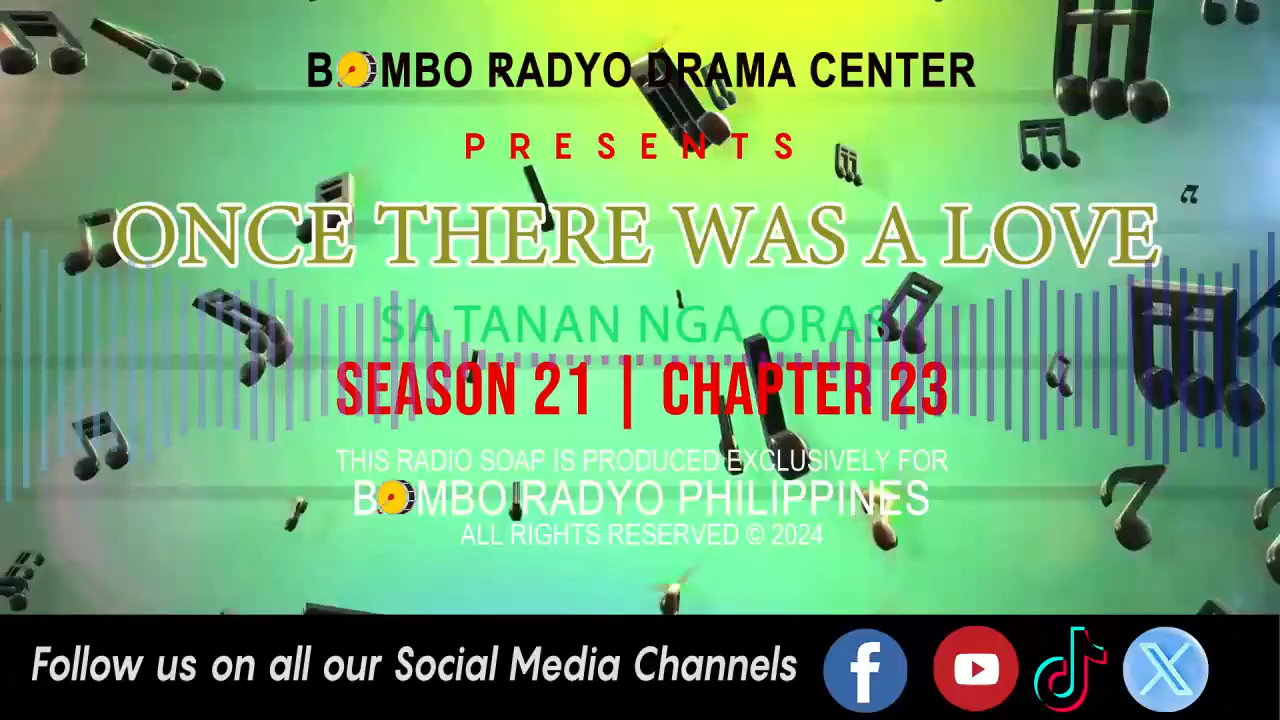 BOMBO RADYO DRAMA CENTER
PRESENTS
ONCE THERE WAS A LOVE
SA TANAN NGA ORAS
SEASON 21 | CHAPTER 23
THIS RADIO SOAP IS PRODUCED EXCLUSIVELY FOR
BOMBO RADYO PHILIPPINES
ALL RIGHTS RESERVED © 2024
Follow us on all our Social Media Channels